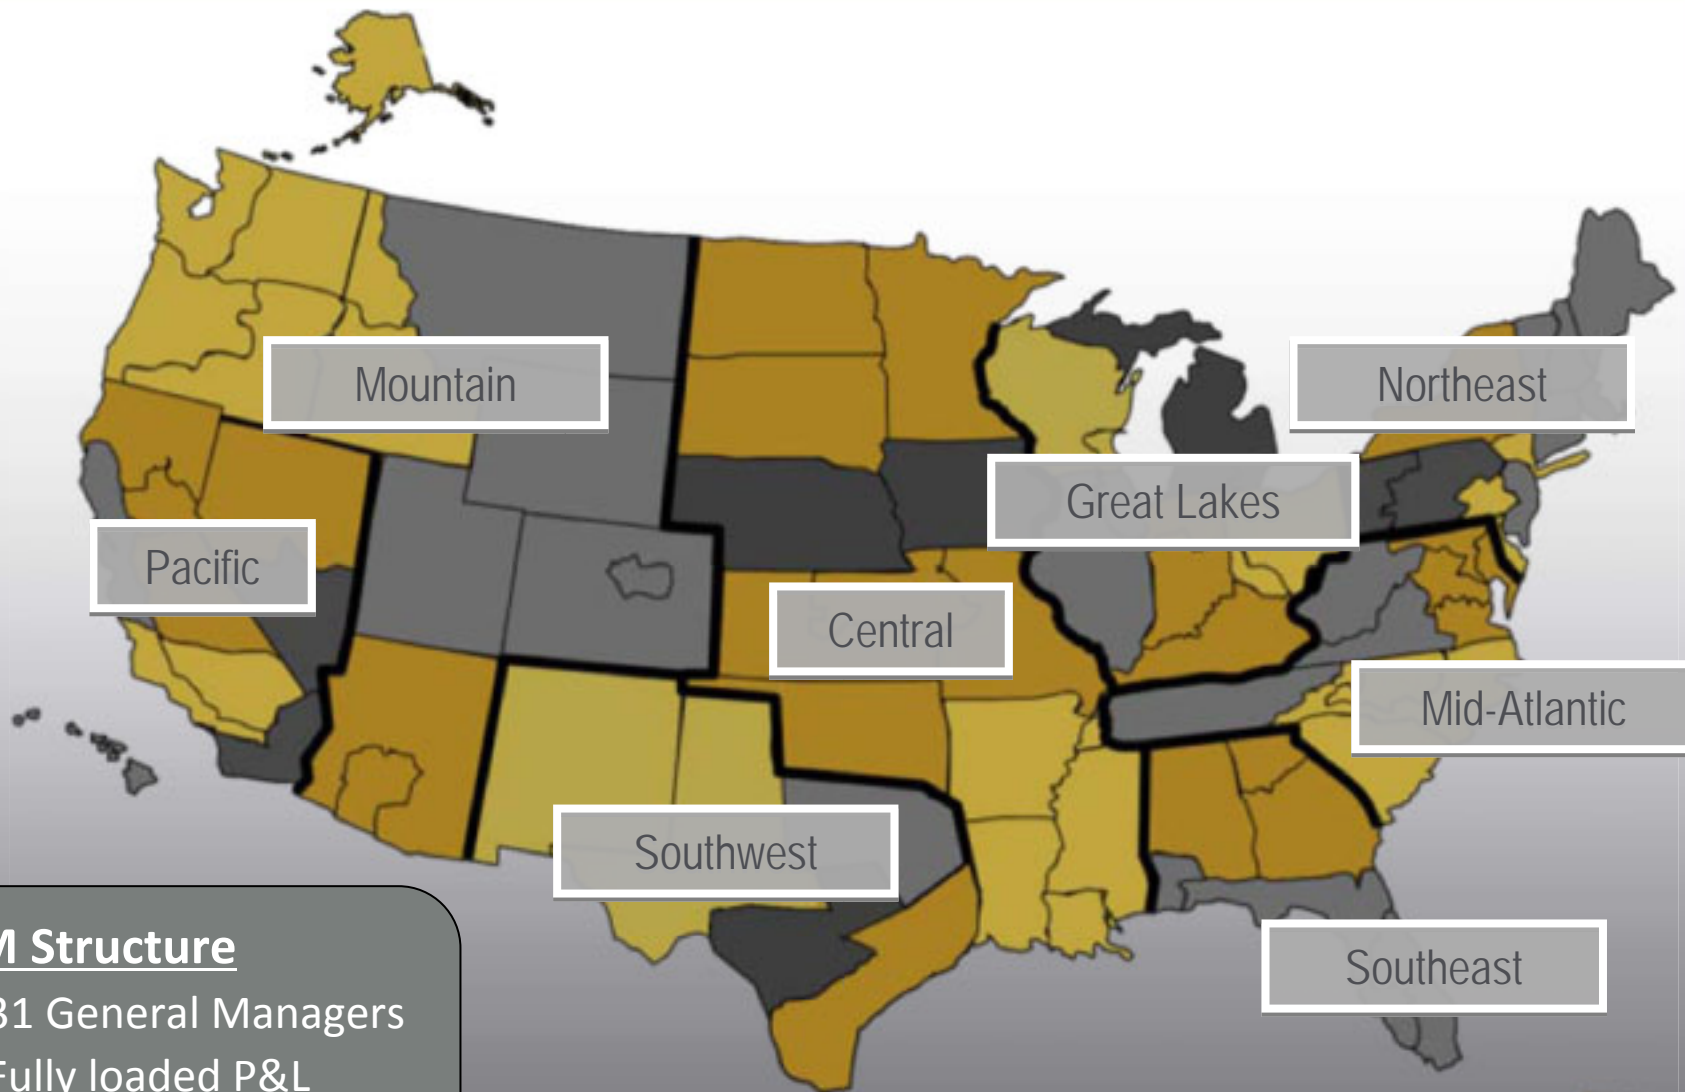 Mountain
Northeast
Great Lakes
Pacific
Central
Mid-Atlantic
Southwest
Southeast
M Structure
31 General Managers
Fully loaded P&L